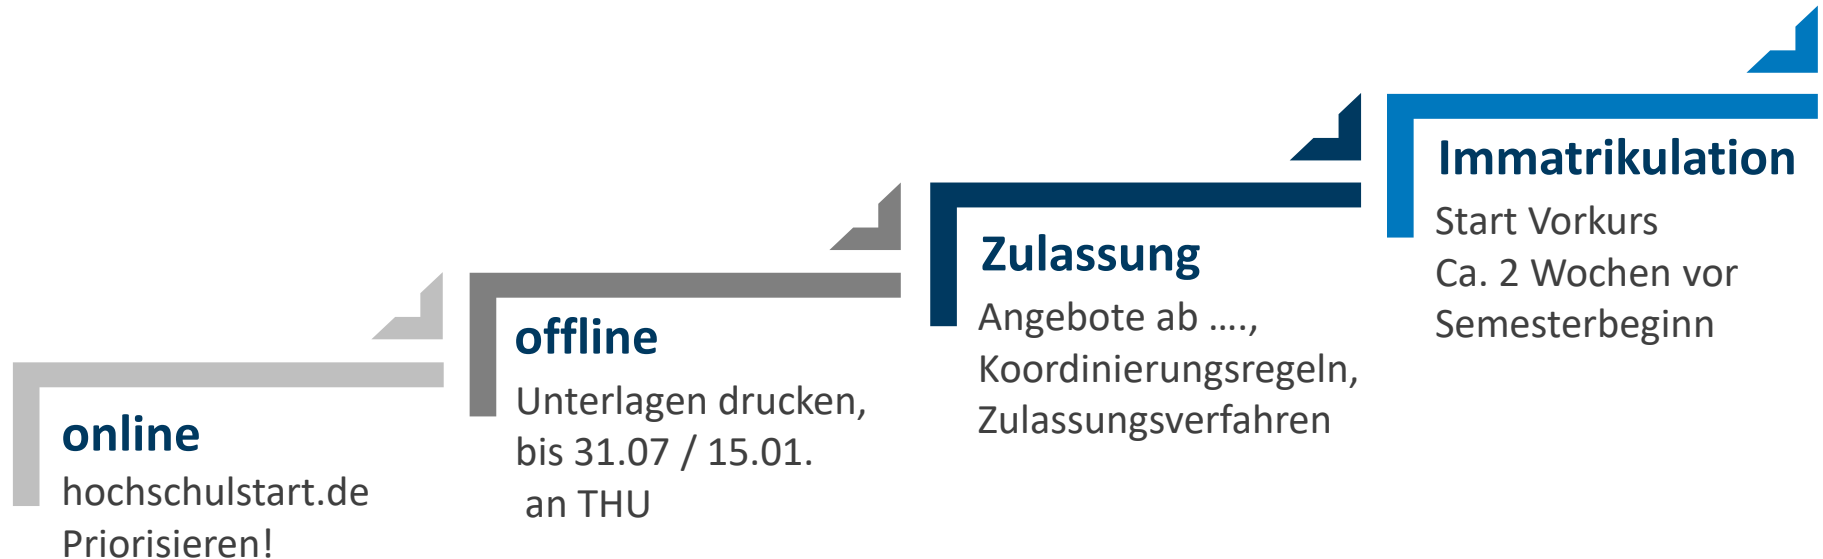 online
hochschulstart.de
Priorisieren!
offline
Unterlagen drucken,
bis 31.07 / 15.01.
an THU
Zulassung
Angebote ab ....,
Koordinierungsregeln,
Zulassungsverfahren
Immatrikulation
Start Vorkurs
Ca. 2 Wochen vor
Semesterbeginn